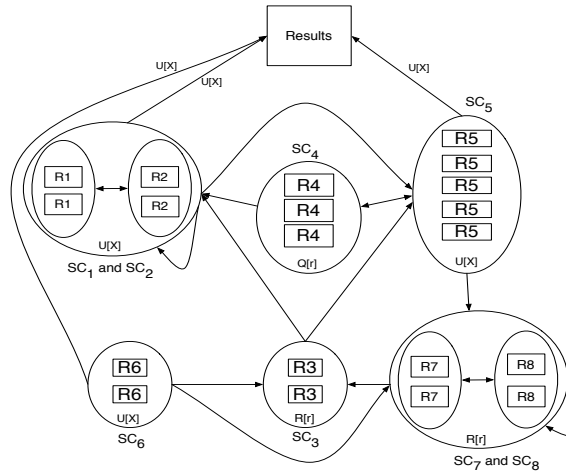 Results
U[X]
U[X]
U[X]
SC5
SC4
R5
R5
R5
R5
R5
U[X]
R1
R1
R2
R2
U[X]
SC1 and SC2
R4
R4
R4
Q[r]
R6
R6
U[X]
SC6
R3
R3
R[r]
SC3
R7
R7
R8
R8
R[r]
SC7 and SC8